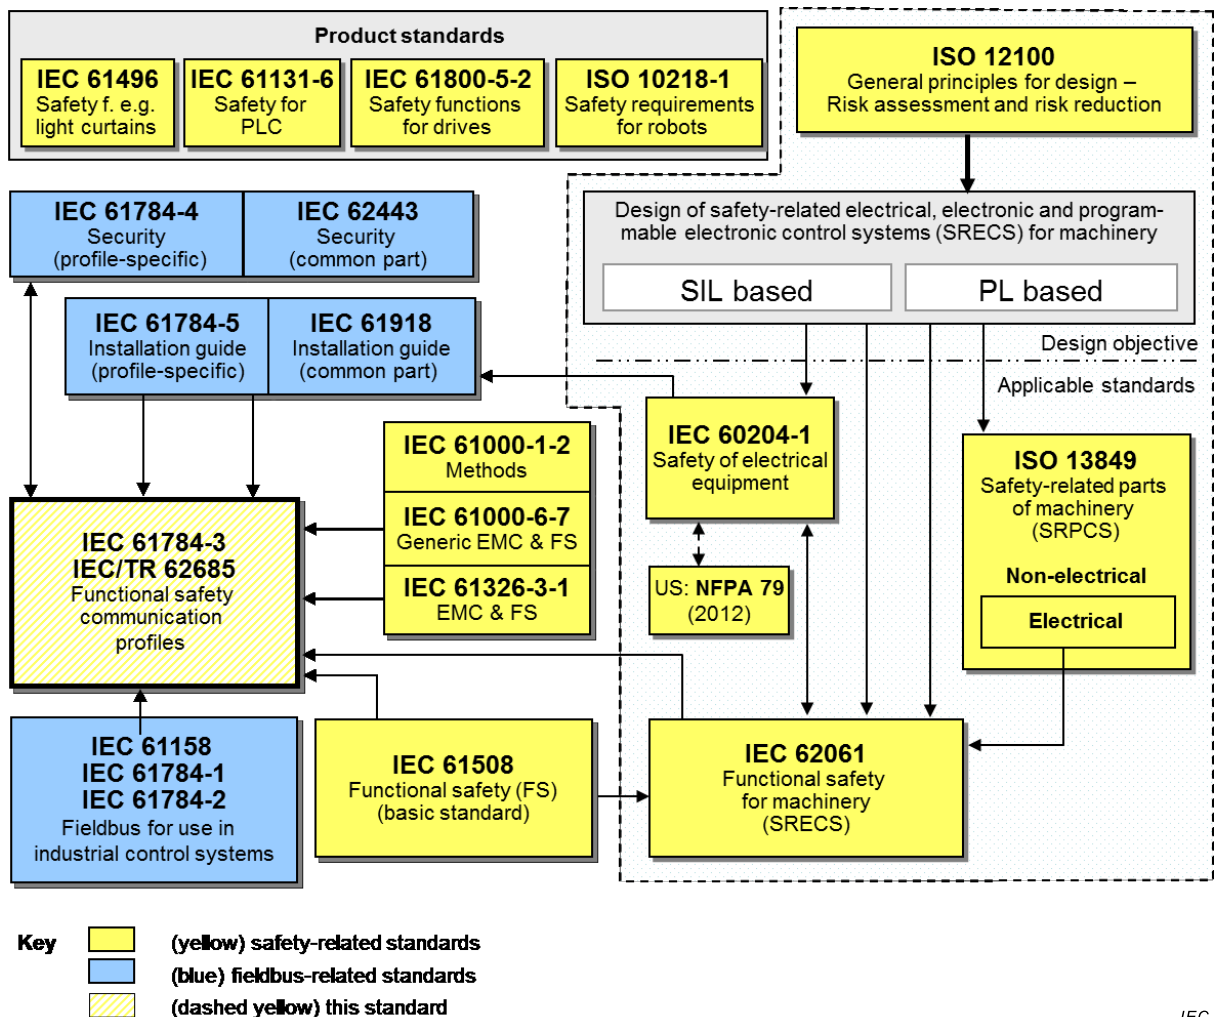 Product standards
IEC 61496
Safety f. e.g.
light curtains
IEC 61131-6
Safety for
PLC
IEC 61800-5-2
Safety functions
for drives
ISO 10218-1
Safety requirements
for robots
ISO 12100
General principles for design –
Risk assessment and risk reduction
IEC 61784-4
Security
(profile-specific)
IEC 62443
Security
(common part)
Design of safety-related electrical, electronic and program-
mable electronic control systems (SRECS) for machinery
SIL based
PL based
IEC 61784-5
Installation guide
(profile-specific)
IEC 61918
Installation guide
(common part)
Design objective
Applicable standards
IEC 60204-1
Safety of electrical
equipment
IEC 61000-1-2
Methods
IEC 61000-6-7
Generic EMC & FS
IEC 61326-3-1
EMC & FS
ISO 13849
Safety-related parts
of machinery
(SRPCS)
Non-electrical
Electrical
IEC 61784-3
IEC/TR 62685
Functional safety
communication
profiles
US: NFPA 79
(2012)
IEC 61158
IEC 61784-1
IEC 61784-2
Fieldbus for use in
industrial control systems
IEC 61508
Functional safety (FS)
(basic standard)
IEC 62061
Functional safety
for machinery
(SRECS)
Key
(yellow) safety-related standards
(blue) fieldbus-related standards
(dashed yellow) this standard
IEC